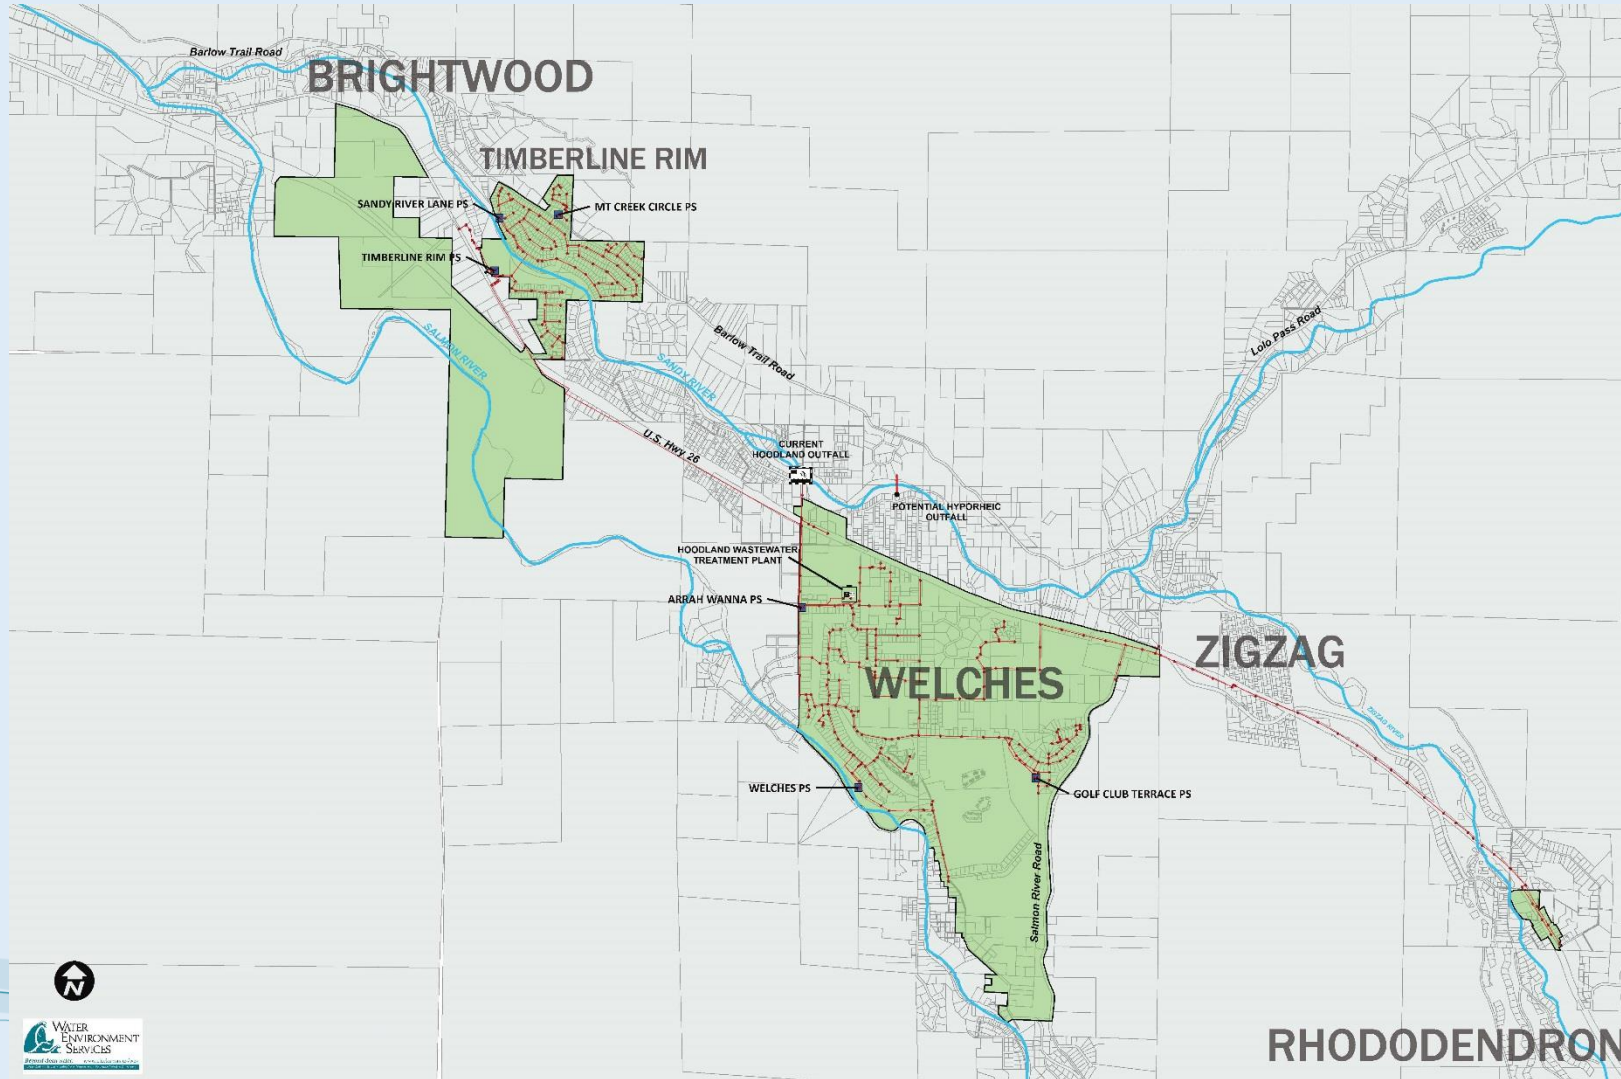 Barlow Trail Road
BRIGHTWOOD
TIMBERLINE RIM
SANDY RIVER LANE PS
MT CREEK CIRCLE PS
TIMBERLINE RIM PS
SALMON RIVER
SANDY RIVER
Barlow Trail Road
Lolo Pass Road
U.S. Hwy 26
CURRENT
HOODLAND OUTFALL
POTENTIAL HYPORHEIC
OUTFALL
HOODLAND WASTEWATER
TREATMENT PLANT
ARRAH WANNA PS
WELCHES
ZIGZAG
ZIGZAG RIVER
WELCHES PS
GOLF CLUB TERRACE PS
Salmon River Road
N
WATER
ENVIRONMENT
SERVICES
RHODODENDRON